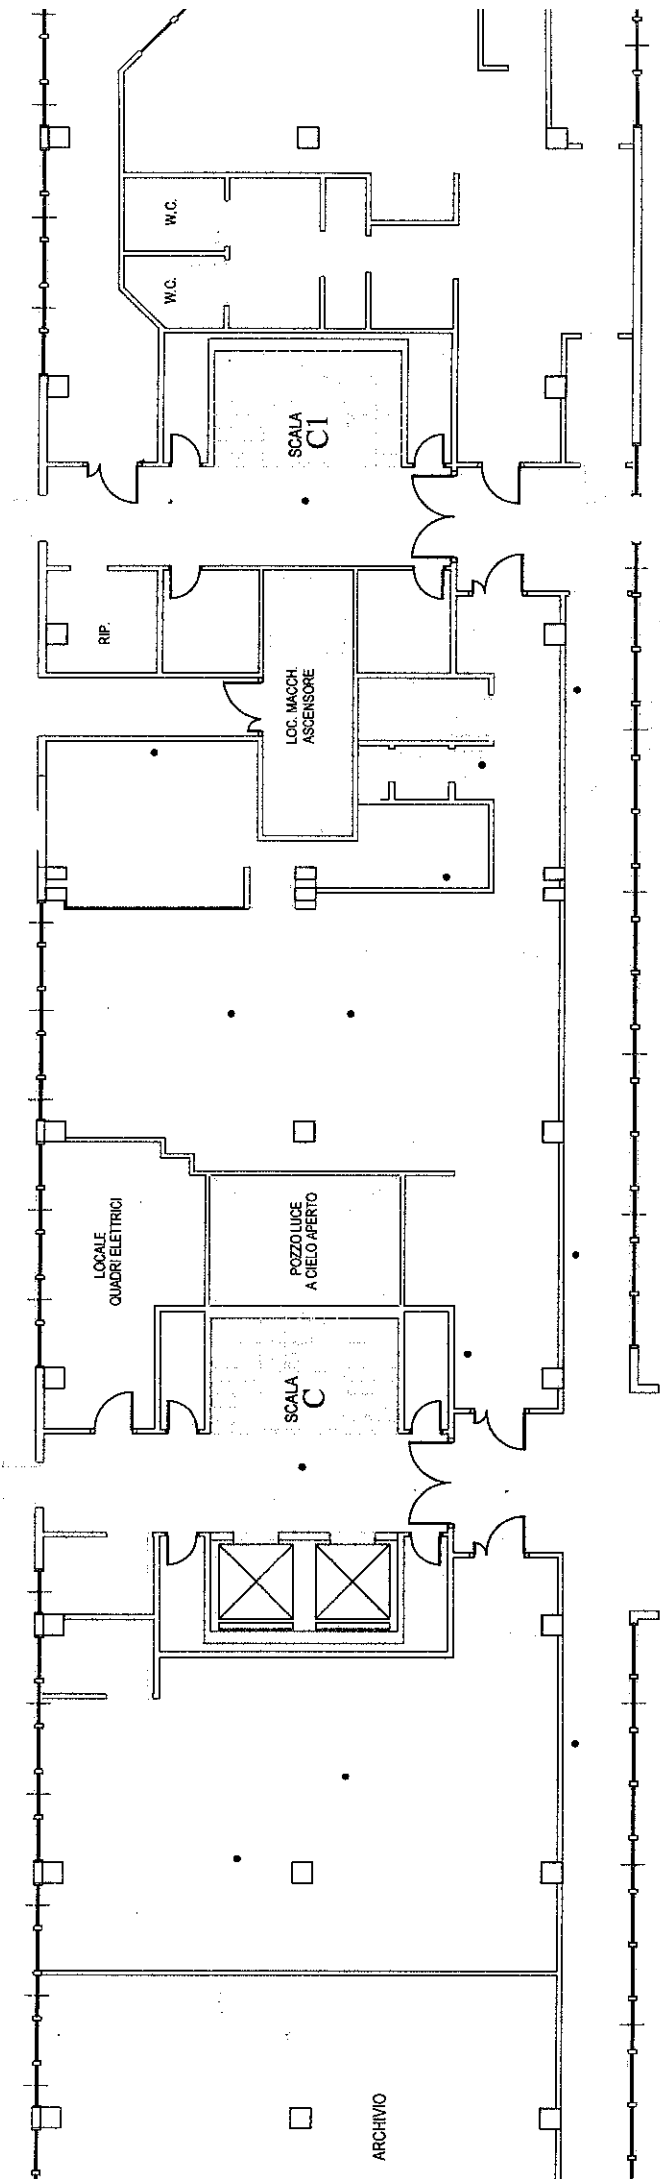 W.C.
W.C.
SCALA
C1
RIP.
LOC. MACCH.
ASCENSORE
LOCALE
QUADRI ELETTRICI
POZZO LUCE
A CIELO APERTO
SCALA
C
ARCHIVIO